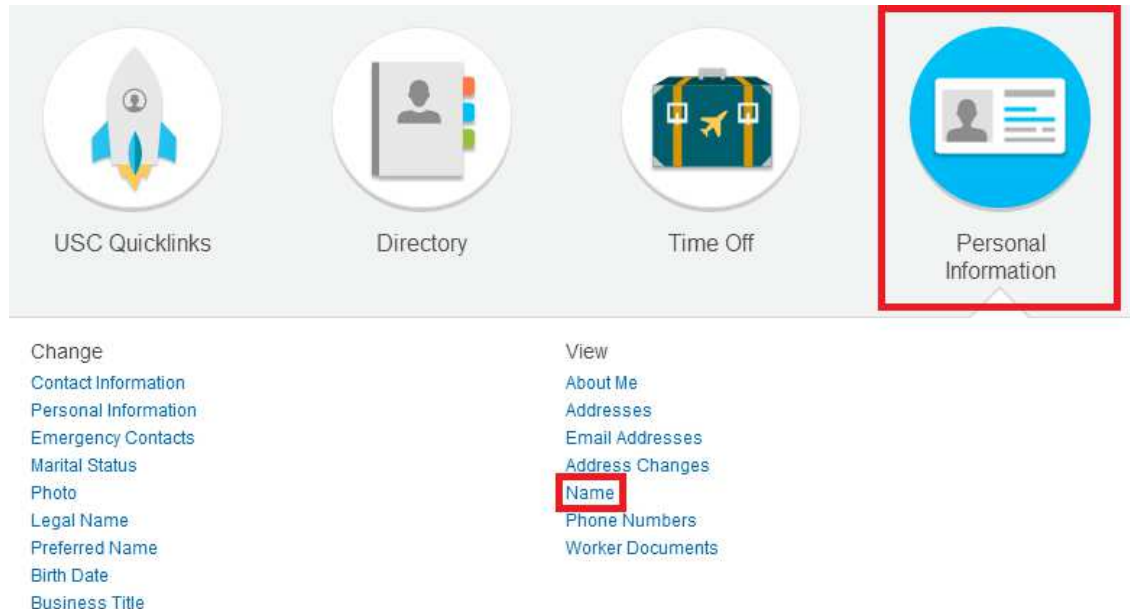 USC Quicklinks
Directory
Time Off
Personal
Information
Change
Contact Information
Personal Information
Emergency Contacts
Marital Status
Photo
Legal Name
Preferred Name
Birth Date
Business Title
View
About Me
Addresses
Email Addresses
Address Changes
Name
Phone Numbers
Worker Documents